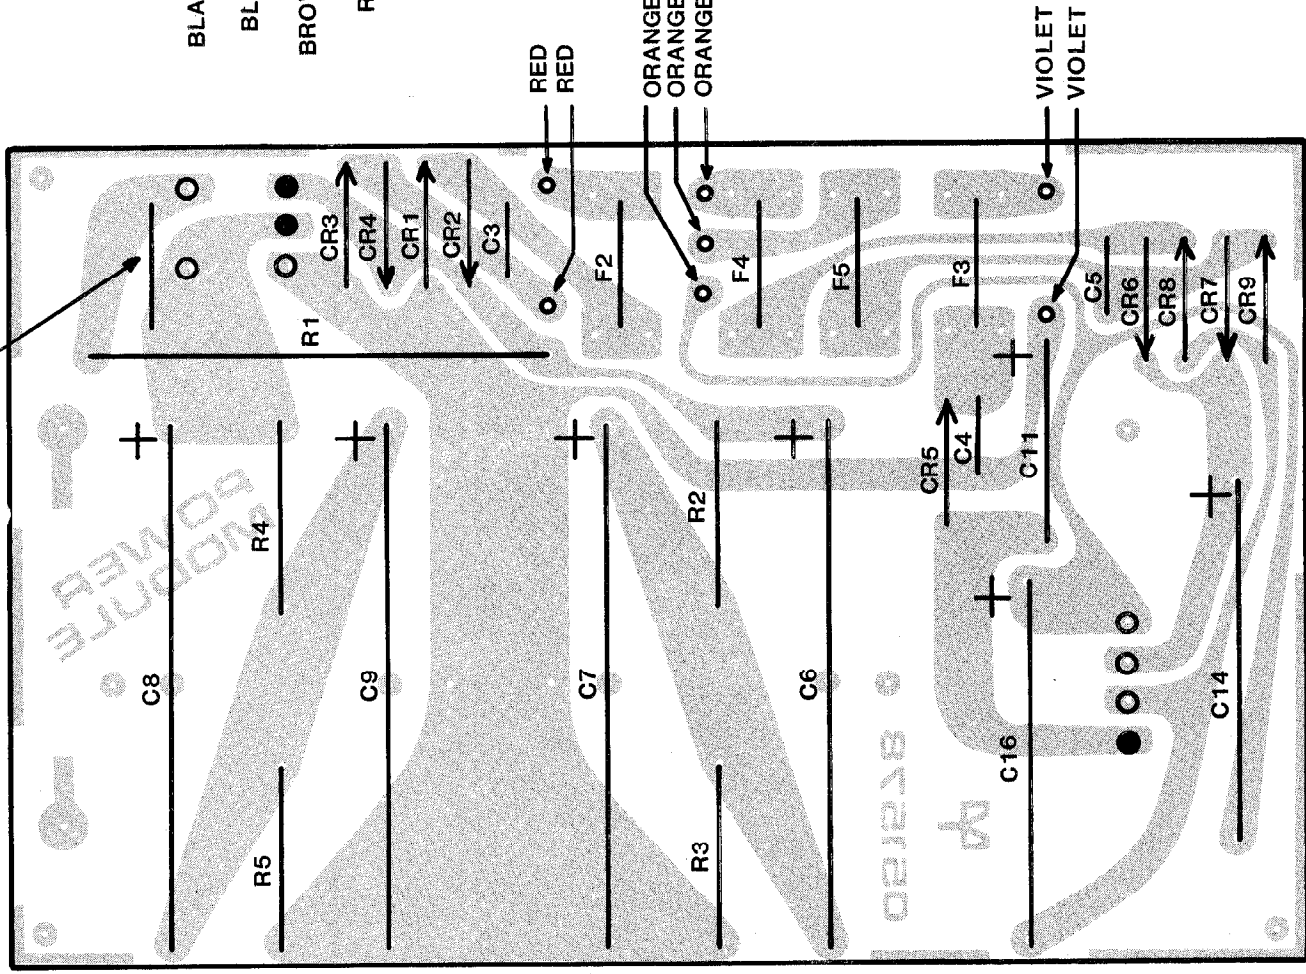 BLA
BL
BRO
R
RED
RED
ORANGE
ORANGE
ORANGE
VIOLET
VIOLET
CR3
CR4
CR1
CR2
C3
R1
F2
F4
F5
F3
C5
CR6
CR8
CR7
CR9
CR5
C4
C11
R4
R2
C8
C9
C7
C6
C16
C14
R5
R3
POWER
MODULE